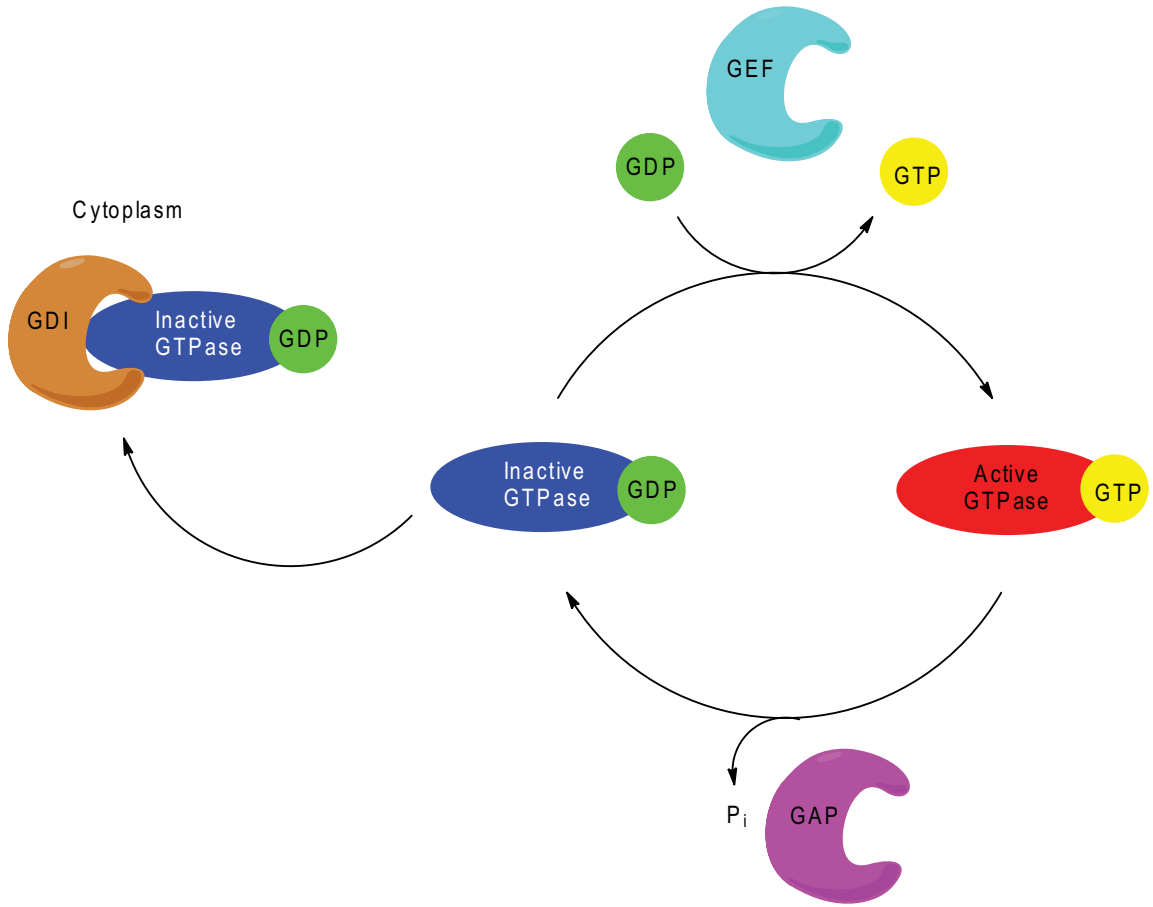 GEF
GDP
GTP
Cytoplasm
GDI
Inactive
GTPase
GDP
Inactive
GTPase
GDP
Active
GTPase
GTP
Pi
GAP